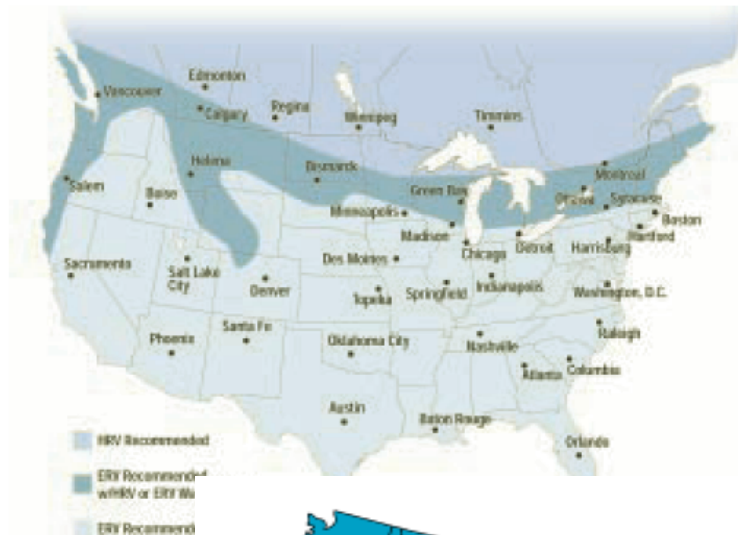 Edmonton
Vancouver
Calgary
Regina
Winnipeg
Timmins
Helena
Bismarck
Montreal
Salem
Boise
Green Bay
Ottawa
Syracuse
Minneapolis
Boston
Madison
Hartford
Chicago
Detroit
Harrisburg
Sacramento
Des Moines
Salt Lake
City
Denver
Topeka
Springfield
Indianapolis
Washington, D.C.
Santa Fe
Phoenix
Oklahoma City
Nashville
Raleigh
Atlanta
Columbia
Austin
Baton Rouge
Orlando
HRV Recommended
ERV Recommended
w/HRV or ERV
ERV